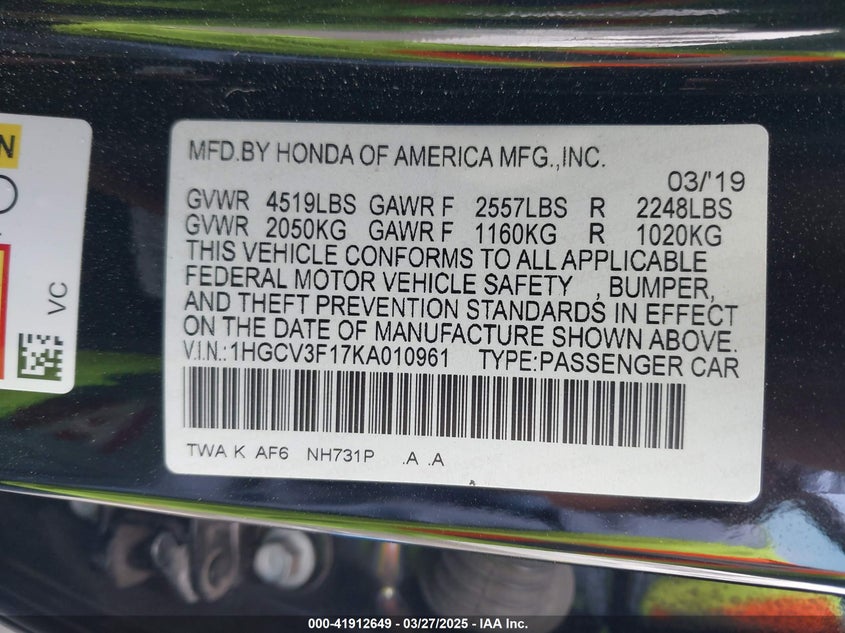 N
O
VC
MFD.BY HONDA OF AMERICA MFG.,INC.
03/'19
GVWR 4519LBS GAWR F 2557LBS R 2248LBS
GVWR 2050KG GAWR F 1160KG R 1020KG
THIS VEHICLE CONFORMS TO ALL APPLICABLE
FEDERAL MOTOR VEHICLE SAFETY , BUMPER,
AND THEFT PREVENTION STANDARDS IN EFFECT
ON THE DATE OF MANUFACTURE SHOWN ABOVE.
V.I.N.:1HGCV3F17KA010961 TYPE:PASSENGER CAR
TWA K AF6 NH731P .A .A
000-41912649 - 03/27/2025 - IAA Inc.